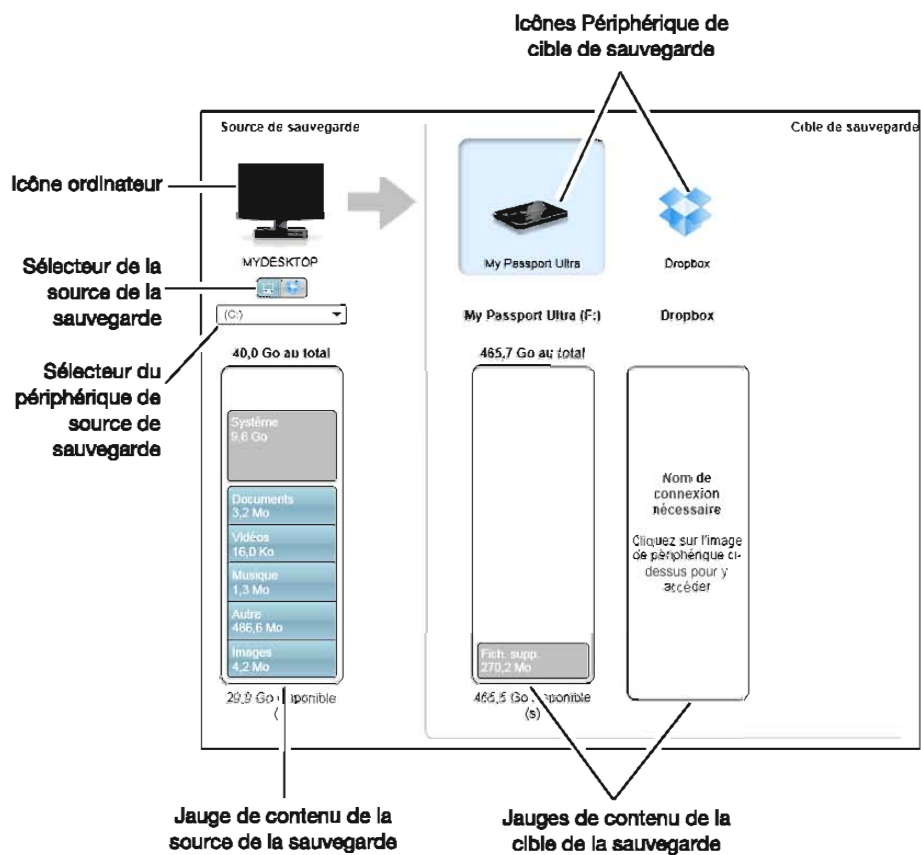 Icônes Périphérique de
cible de sauvegarde
Source de sauvegarde
Cible de sauvegarde
Icône ordinateur
MYDESKTOP
My Passport Ultra
Dropbox
Sélecteur de la
source de la
sauvegarde
(C:)
My Passport Ultra (F:)
Dropbox
Sélecteur du
périphérique de
source de
sauvegarde
40,0 Go au total
465,7 Go au total
Système
9,6 Go
Documents
3,2 Mo
Vidéos
16,0 Ko
Musique
1,3 Mo
Autre
486,6 Mo
Images
4,2 Mo
Fich. supp.
270,2 Mo
Nom de
connexion
nécessaire
Cliquez sur l'image
de périphérique ci-
dessus pour y
accéder
29,9 Go
Go
(s)
Jauge de contenu de la
source de la sauvegarde
Jauges de contenu de la
cible de la sauvegarde